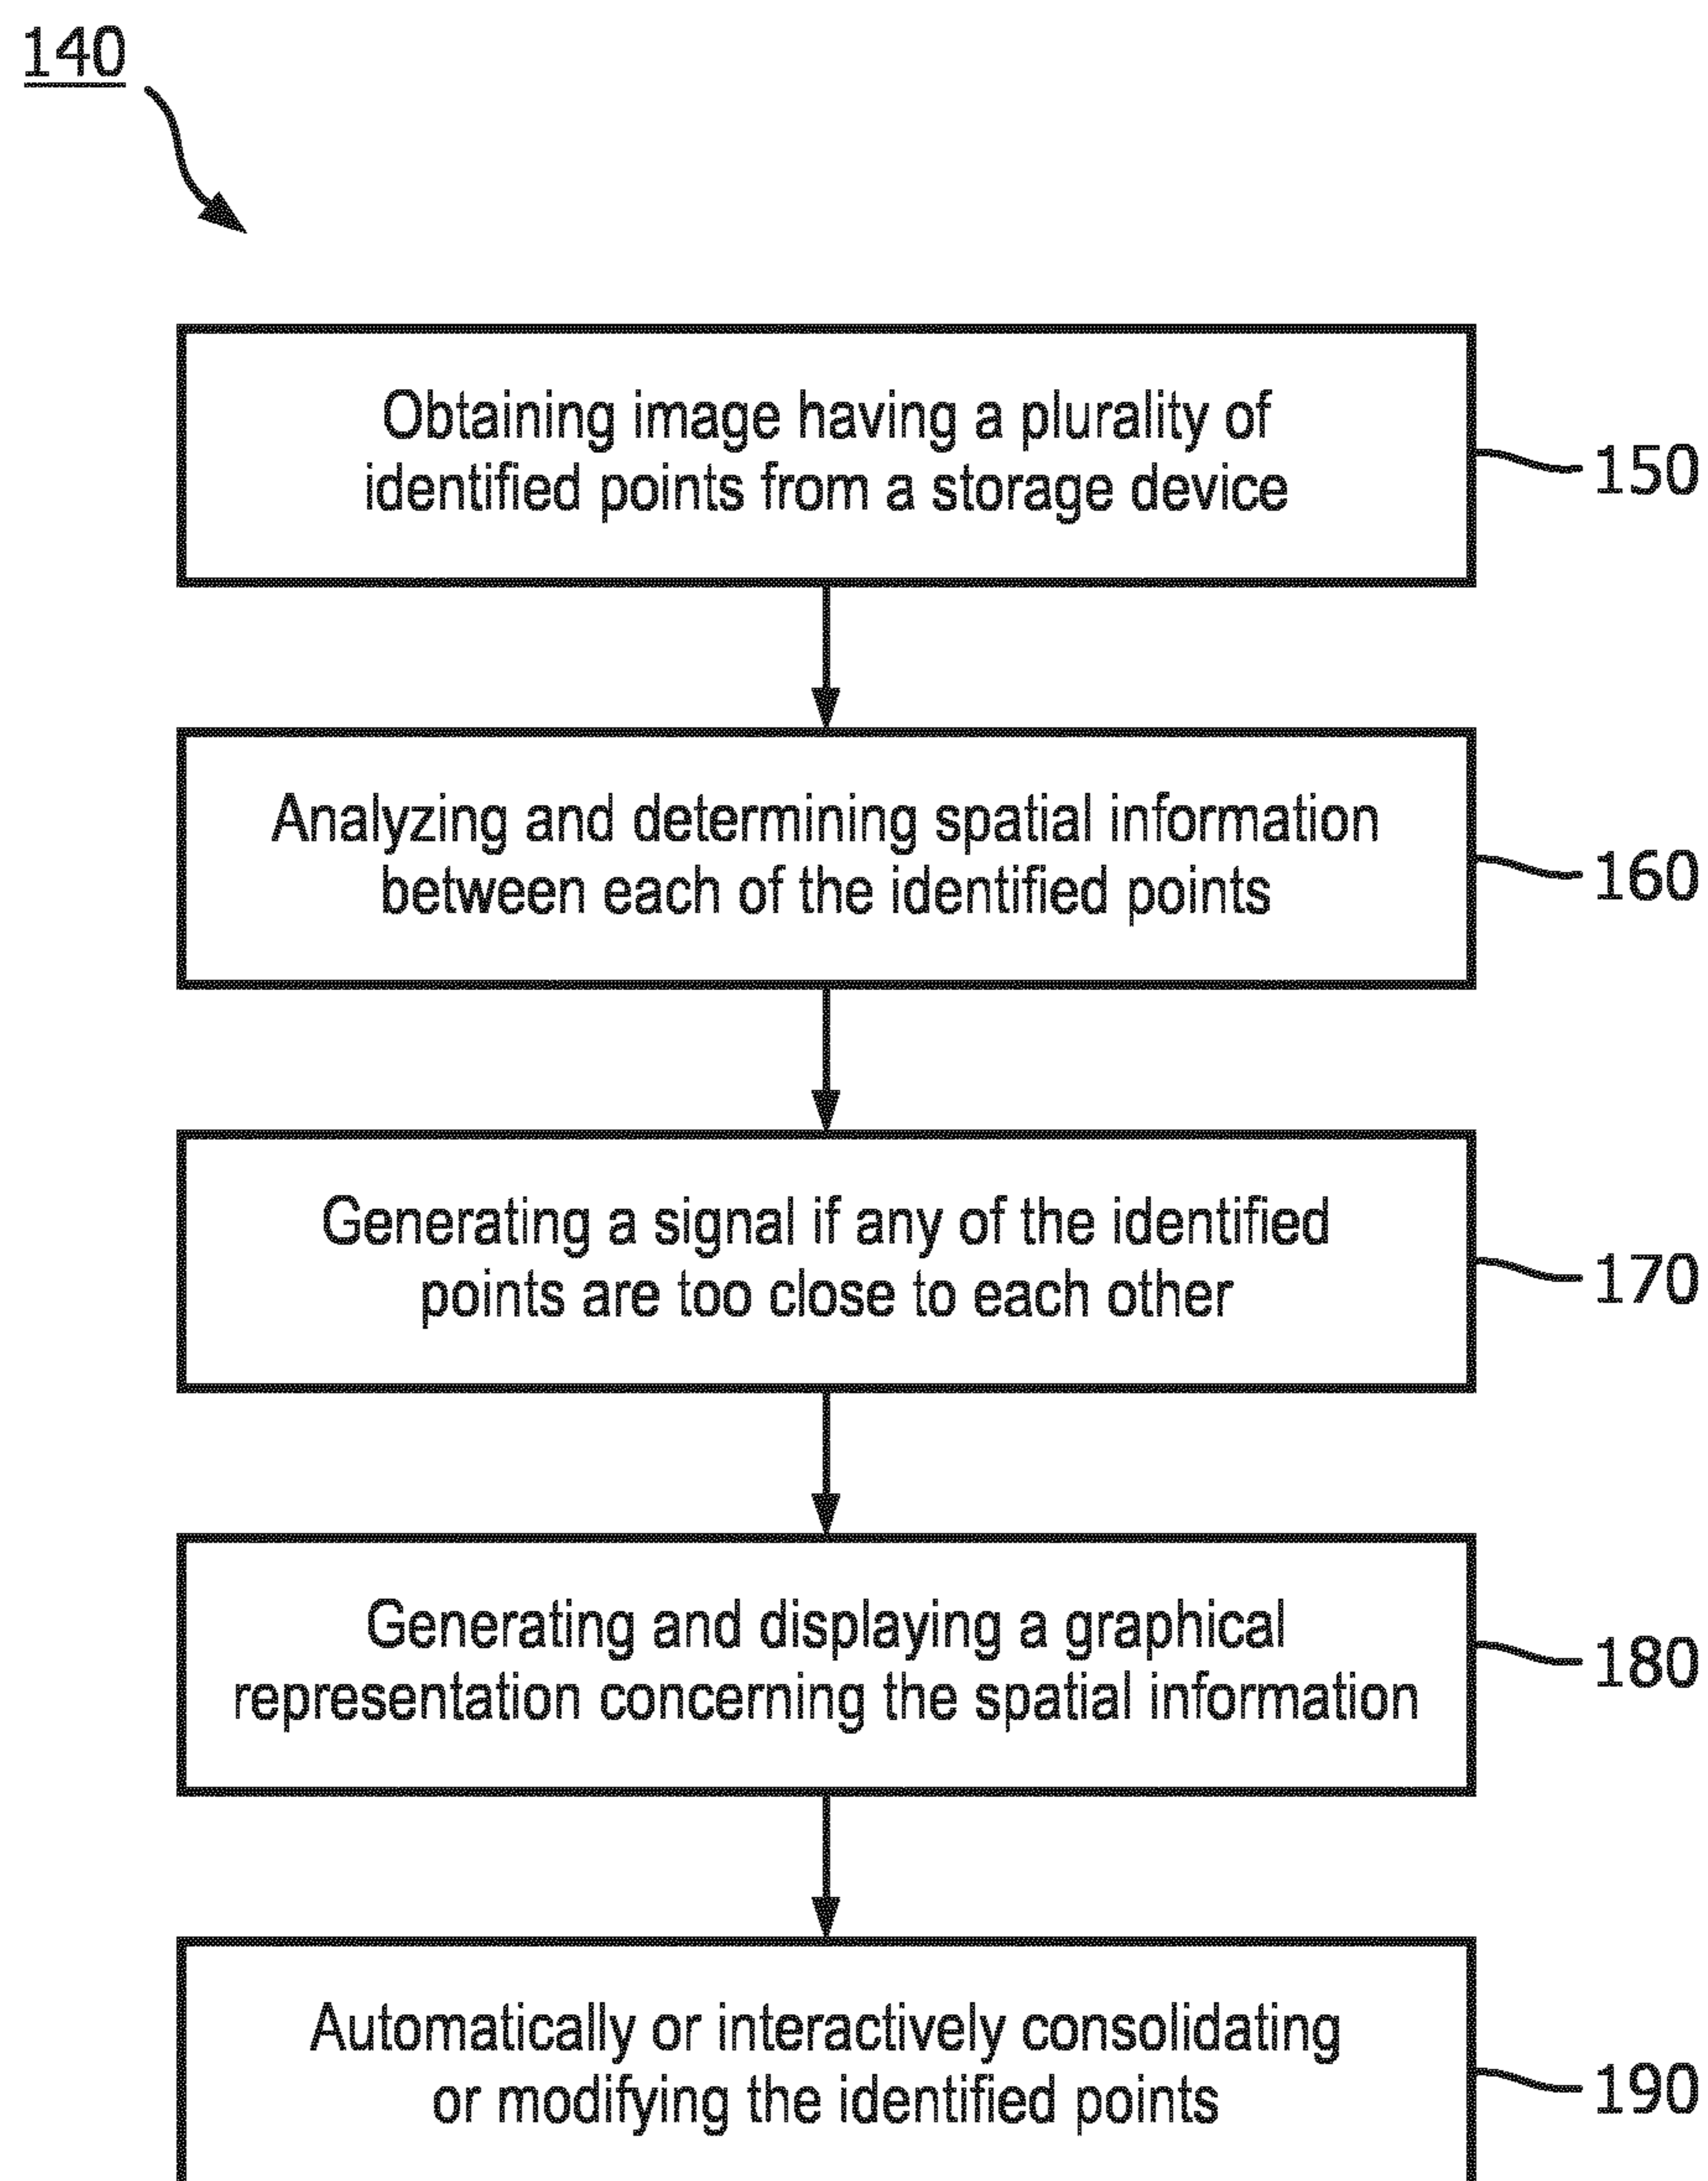 140
Obtaining image having a plurality of
identified points from a storage device
150
Analyzing and determining spatial information
between each of the identified points
160
Generating a signal if any of the identified
points are too close to each other
170
Generating and displaying a graphical
representation concerning the spatial information
180
Automatically or interactively consolidating
or modifying the identified points
190